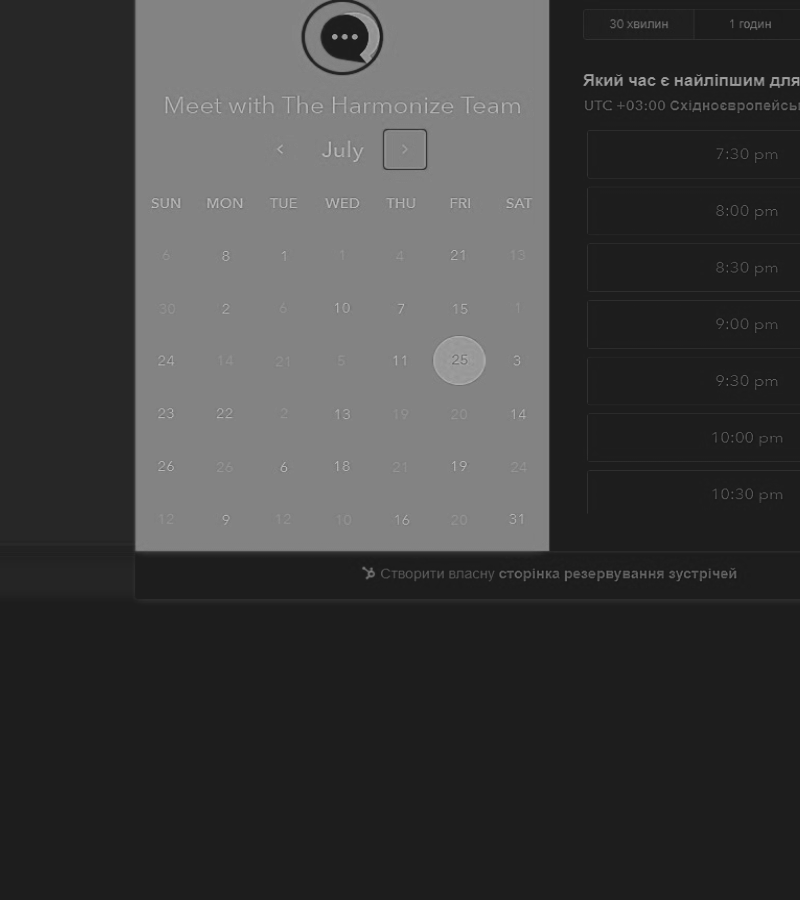 Meet with The Harmonize Team
July
SUN MON TUE WED THU FRI SAT
6 8 1 1 4 21 13
30 2 6 10 7 15 1
24 14 21 5 11 25 3
23 22 2 13 19 20 14
26 26 6 18 21 19 24
12 9 12 10 16 20 31
30 хвилин 1 годин
Який час є найліпшим для
UTC +03:00 Східноєвропейсь
7:30 pm
8:00 pm
8:30 pm
9:00 pm
9:30 pm
10:00 pm
10:30 pm
Створити власну сторінка резервування зустрічей